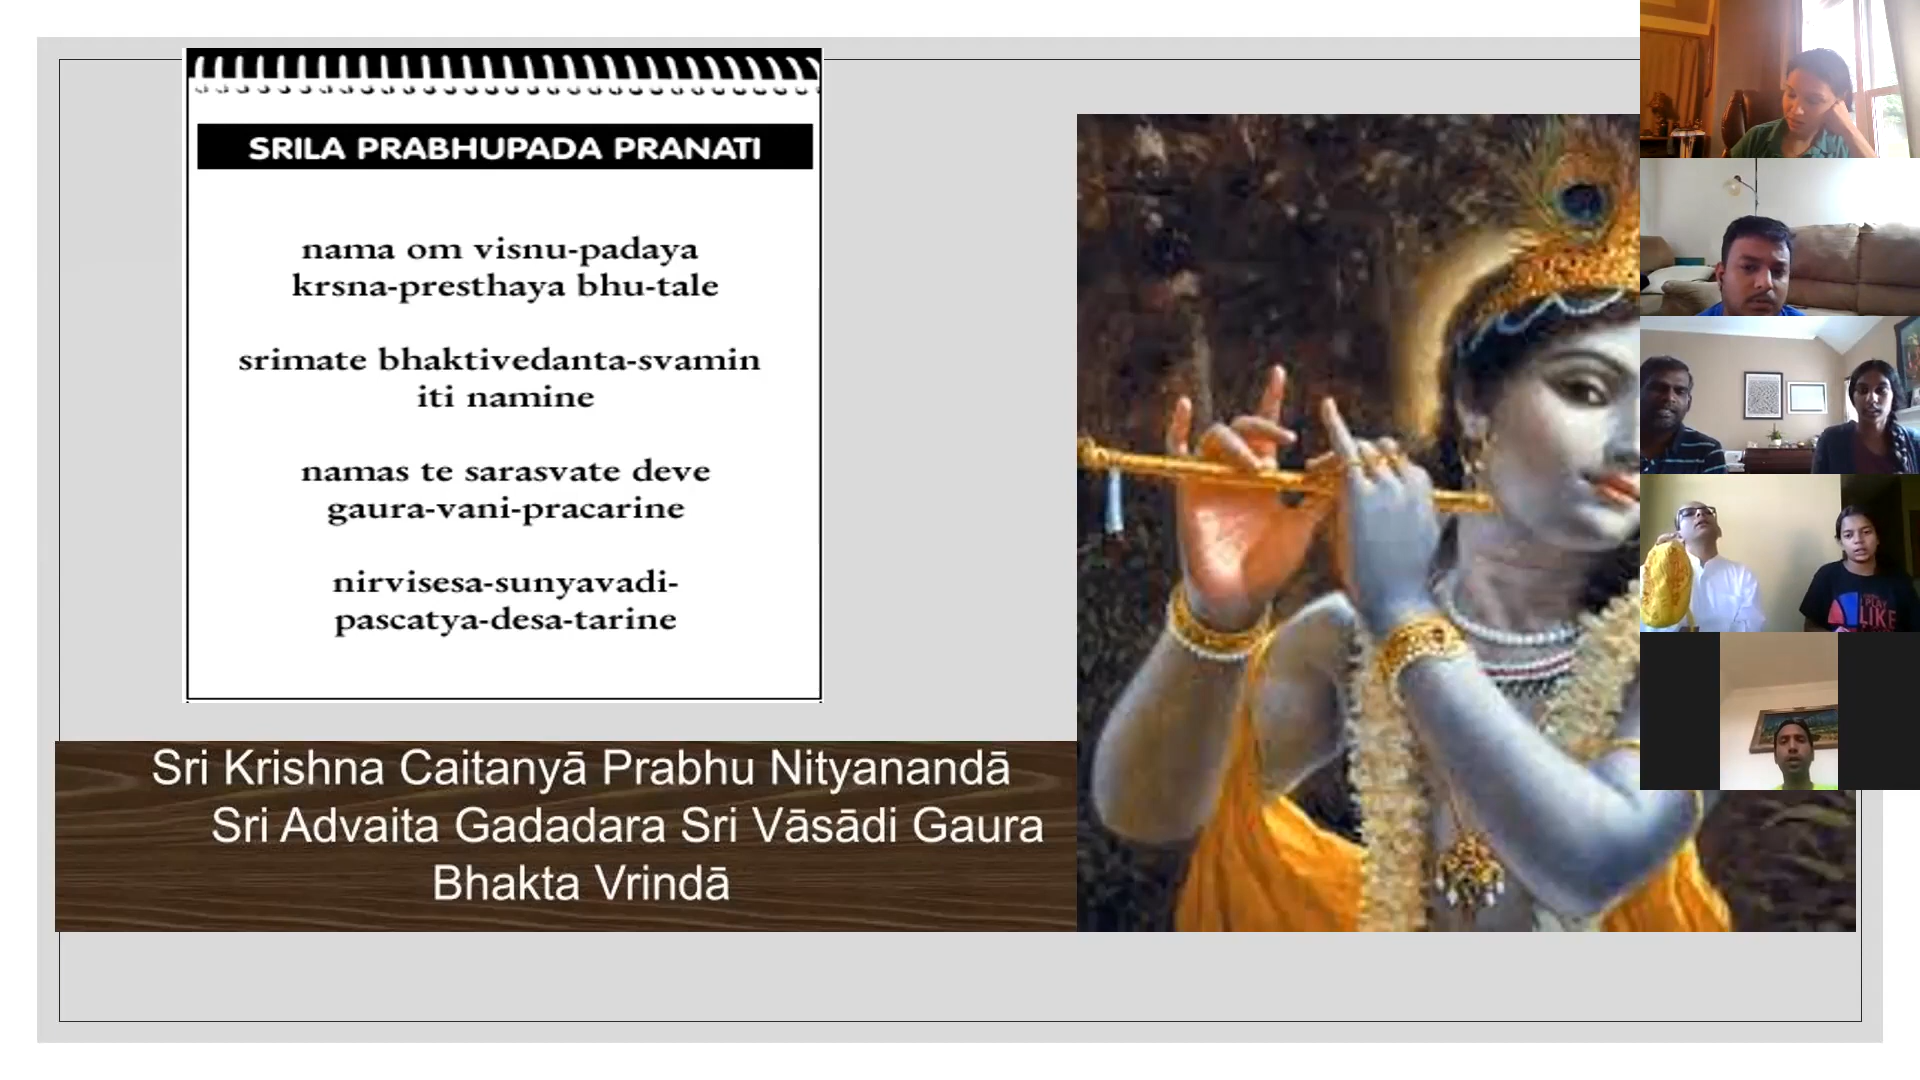 SRILA PRABHUPADA PRANATI
nama om visnu-padaya
krsna-presthaya bhu-tale
srimate bhaktivedanta-svamin
iti namine
namas te sarasvate deve
gaura-vani-pracarine
nirvisesa-sunyavadi-
pascatya-desa-tarine
Sri Krishna Caitanyā Prabhu Nityanandā
Sri Advaita Gadadara Sri Vāsādi Gaura
Bhakta Vrindā
I PLAY
LIKE